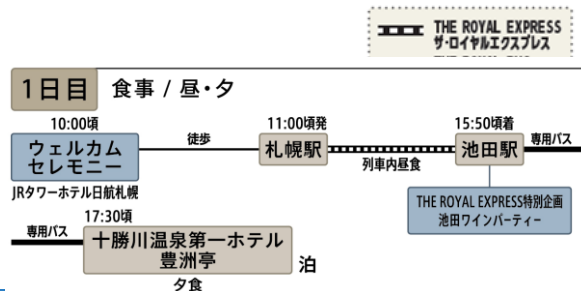 THE ROYAL EXPRESS
ザ・ロイヤルエクスプレス
1日目 食事 / 昼・夕
10:00頃
ウェルカム
セレモニー
JRタワーホテル日航札幌
徒歩
11:00頃発
札幌駅
列車内昼食
15:50頃着
池田駅
専用バス
THE ROYAL EXPRESS特別企画
池田ワインパーティー
専用バス
17:30頃
十勝川温泉第一ホテル
豊洲亭
泊
夕食